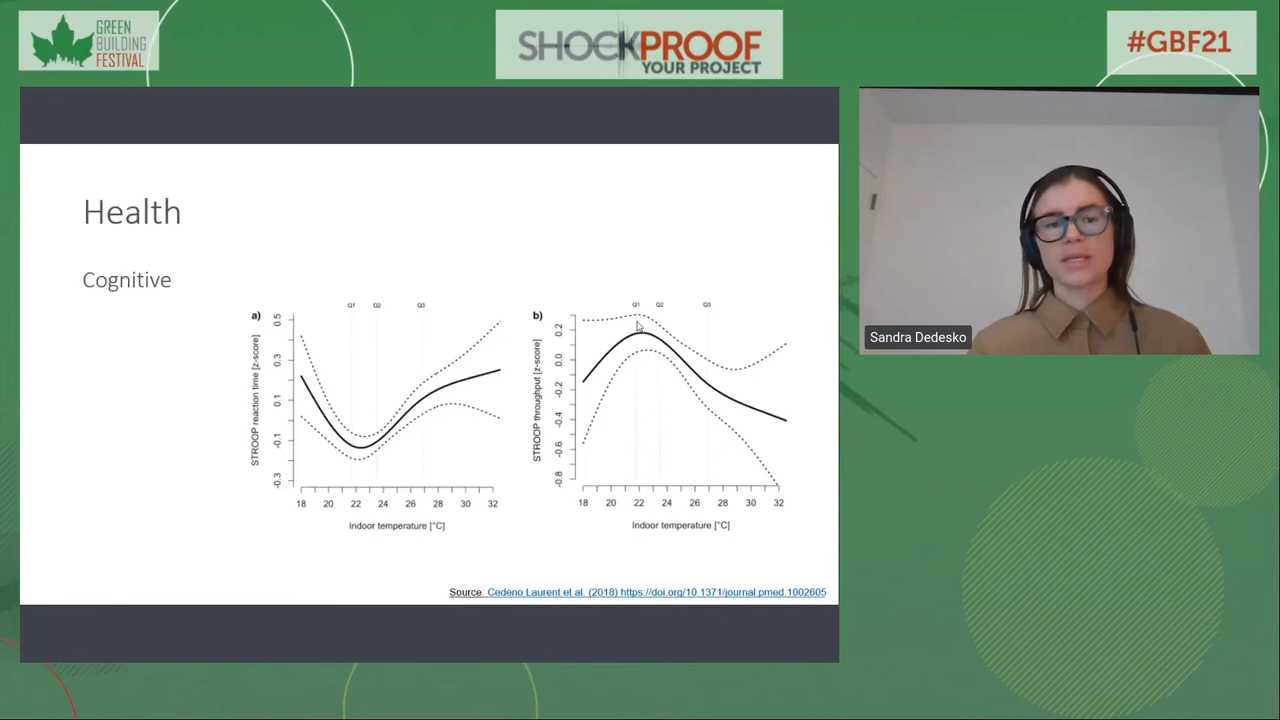 GREEN
BUILDING
FESTIVAL
SHOCKPROOF
YOUR PROJECT
#GBF21
Health
Cognitive
a)
Q1 Q2 Q3
STROOP reaction time [z-score]
0.5
0.3
0.1
-0.1
-0.3
18 20 22 24 26 28 30 32
Indoor temperature [°C]
b)
Q1 Q2 Q3
STROOP throughput [z-score]
0.2
0.0
-0.2
-0.4
-0.6
-0.8
18 20 22 24 26 28 30 32
Indoor temperature [°C]
Source: Cedeno Laurent et al. (2018) https://doi.org/10.1371/journal.pmed.1002605
Sandra Dedesko